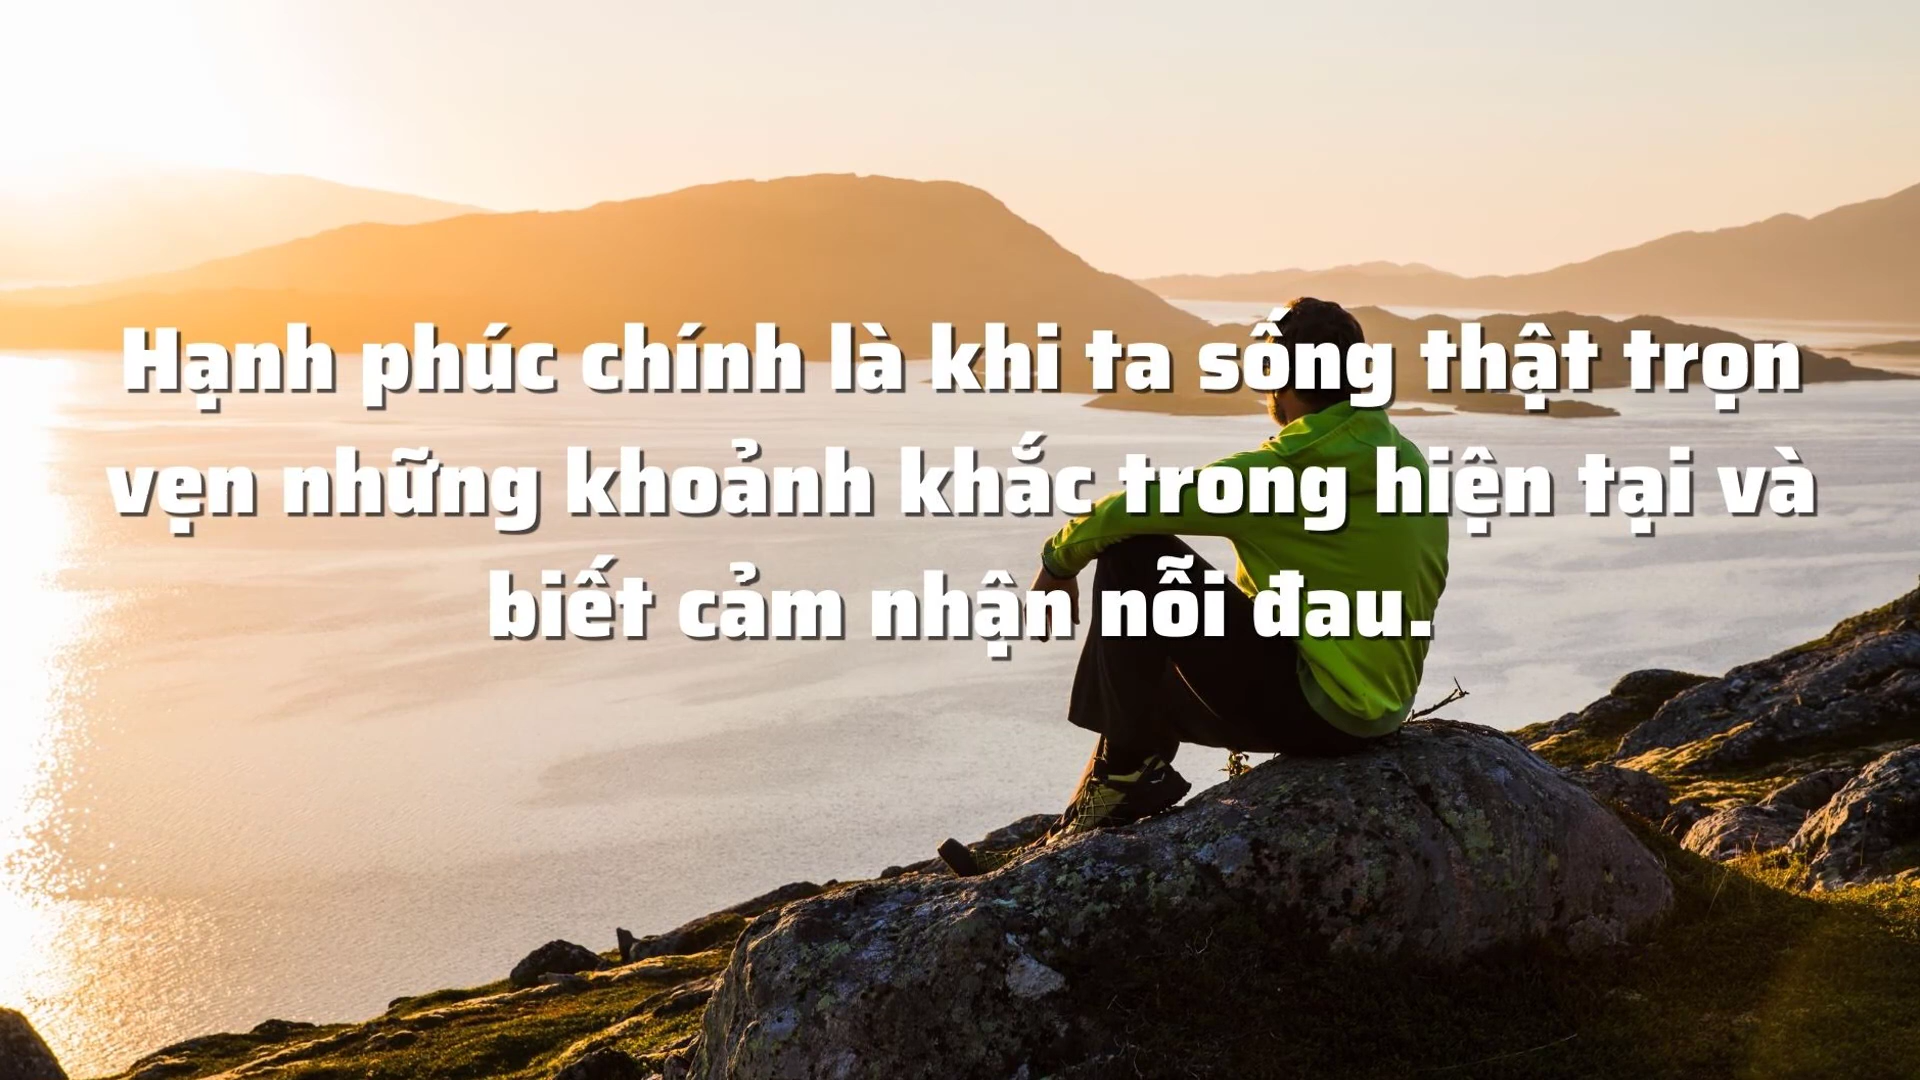 Hạnh phúc chính là khi ta sống thật trọn
vẹn những khoảnh khắc trong hiện tại và
biết cảm nhận nỗi đau.